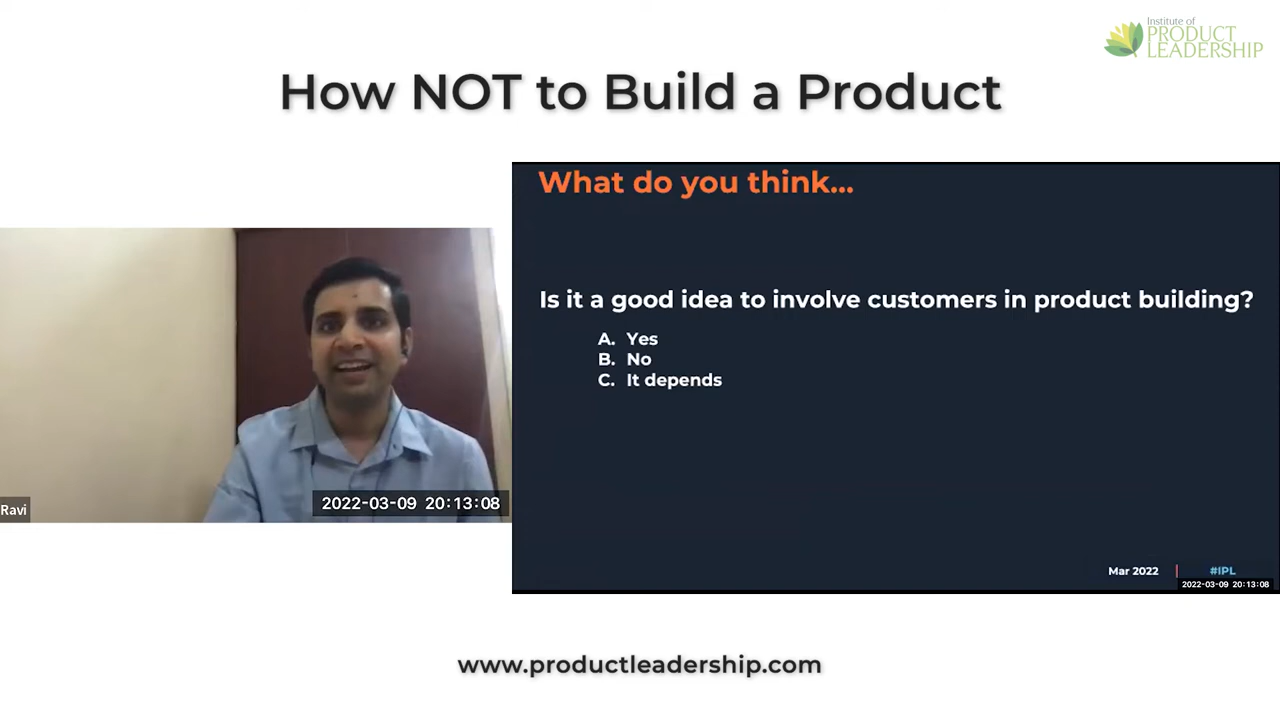 Institute of
PRODUCT
LEADERSHIP
How NOT to Build a Product
What do you think...
Is it a good idea to involve customers in product building?
A. Yes
B. No
C. It depends
2022-03-09 20:13:08
Ravi
Mar 2022 | #IPL
2022-03-09 20:13:08
www.productleadership.com